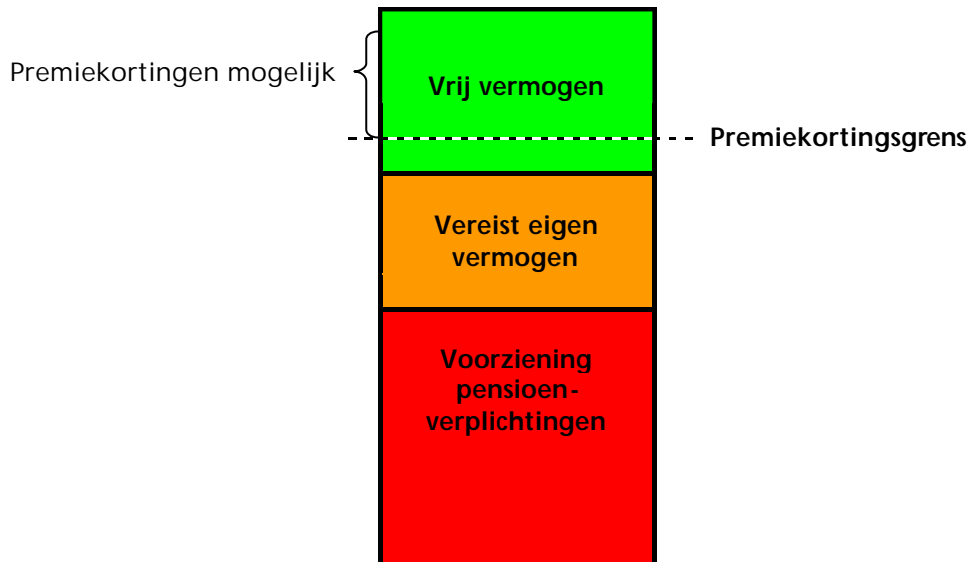 Premiekortingen mogelijk
Vrij vermogen
Premiekortingsgrens
Vereist eigen
vermogen
Voorziening
pensioen-
verplichtingen